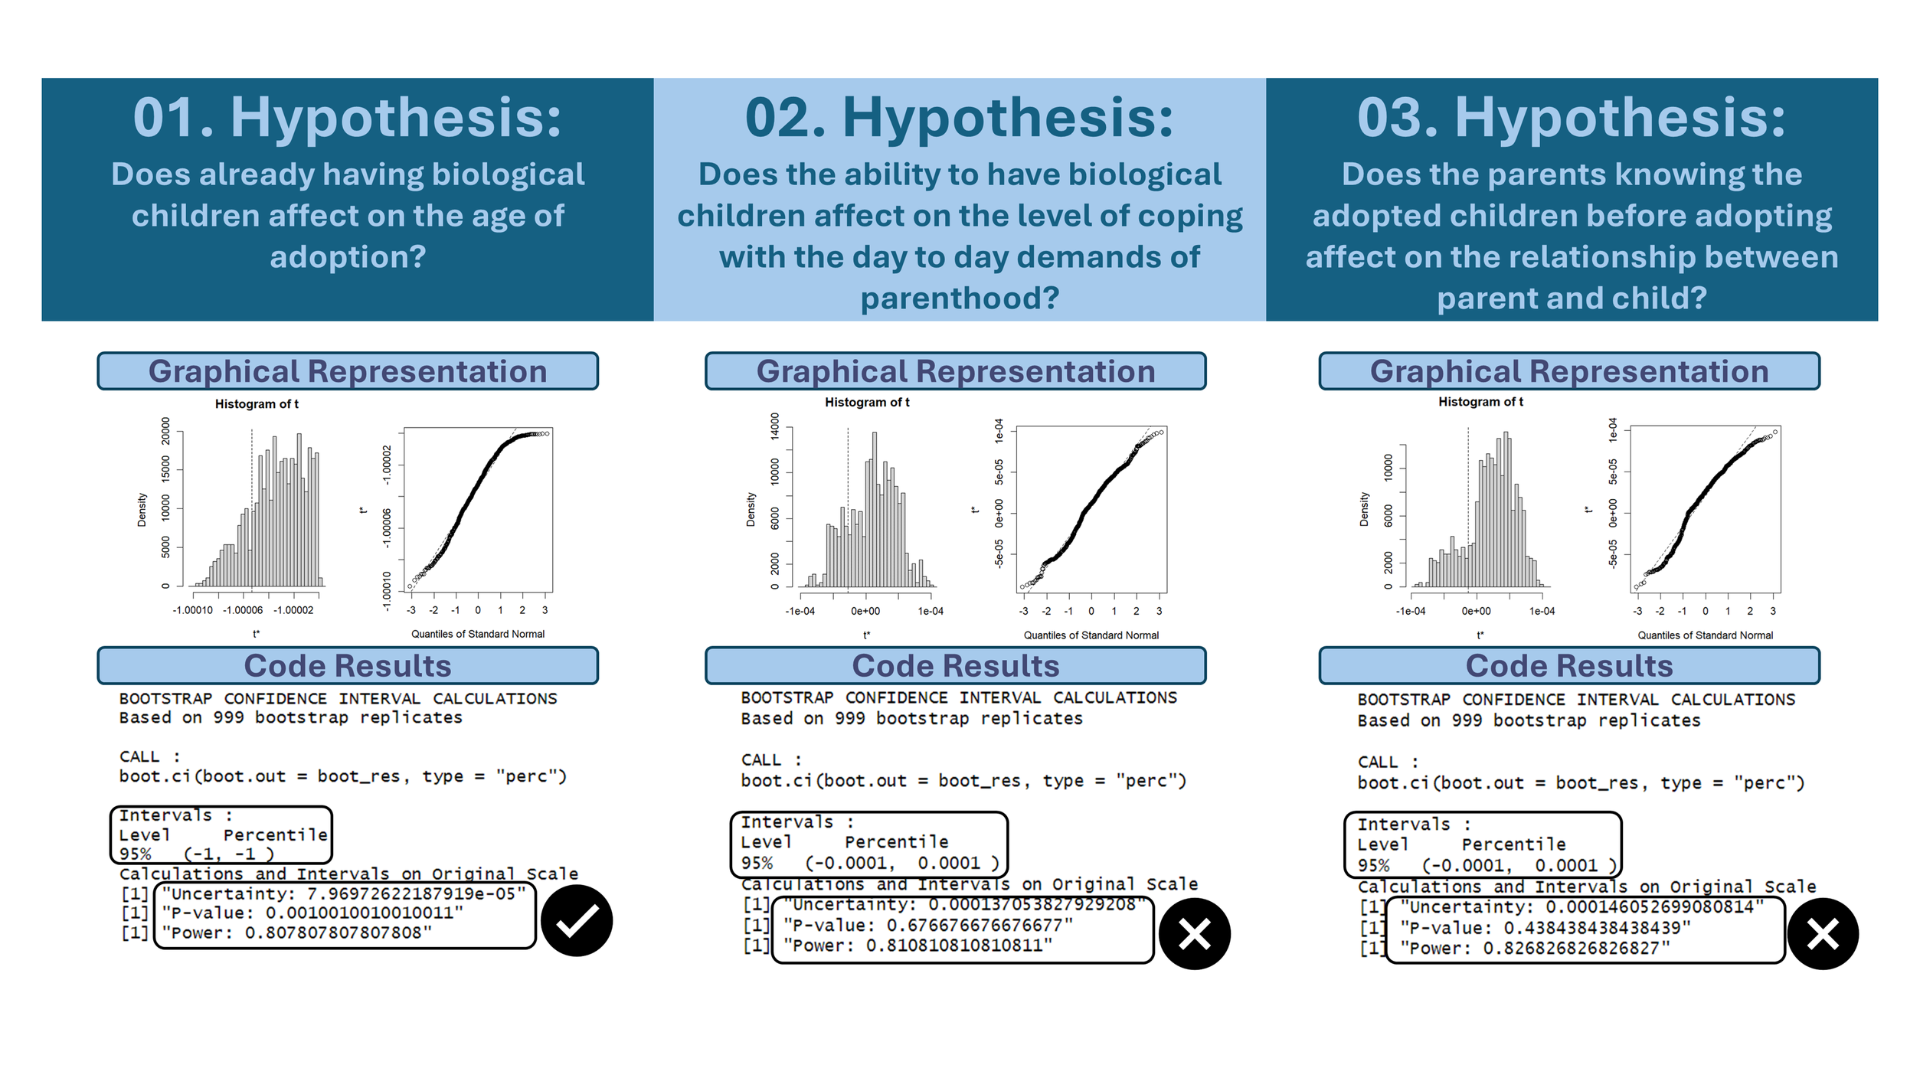 01. Hypothesis:
Does already having biological
children affect on the age of
adoption?
02. Hypothesis:
Does the ability to have biological
children affect on the level of coping
with the day to day demands of
parenthood?
03. Hypothesis:
Does the parents knowing the
adopted children before adopting
affect on the relationship between
parent and child?
Graphical Representation
Histogram of t
Density
0
5000
10000
15000
20000
-1.00010 -1.00006 -1.00002
t*
t*
-1.00010
-1.00006
-1.00002
-3 -2 -1 0 1 2 3
Quantiles of Standard Normal
Code Results
BOOTSTRAP CONFIDENCE INTERVAL CALCULATIONS
Based on 999 bootstrap replicates
CALL :
boot.ci(boot.out = boot_res, type = "perc")
Intervals :
Level Percentile
95% (-1, -1 )
Calculations and Intervals on Original Scale
[1] "Uncertainty: 7.96972622187919e-05"
[1] "P-value: 0.0010010010010011"
[1] "Power: 0.807807807807808"
Graphical Representation
Histogram of t
Density
0
2000
6000
10000
14000
-1e-04 0e+00 1e-04
t*
t*
-5e-05
0e+00
5e-05
1e-04
-3 -2 -1 0 1 2 3
Quantiles of Standard Normal
Code Results
BOOTSTRAP CONFIDENCE INTERVAL CALCULATIONS
Based on 999 bootstrap replicates
CALL :
boot.ci(boot.out = boot_res, type = "perc")
Intervals :
Level Percentile
95% (-0.0001, 0.0001 )
Calculations and Intervals on Original Scale
[1] "Uncertainty: 0.000137053827929208"
[1] "P-value: 0.676676676676677"
[1] "Power: 0.810810810810811"
Graphical Representation
Histogram of t
Density
0
2000
6000
10000
-1e-04 0e+00 1e-04
t*
t*
-5e-05
0e+00
5e-05
1e-04
-3 -2 -1 0 1 2 3
Quantiles of Standard Normal
Code Results
BOOTSTRAP CONFIDENCE INTERVAL CALCULATIONS
Based on 999 bootstrap replicates
CALL :
boot.ci(boot.out = boot_res, type = "perc")
Intervals :
Level Percentile
95% (-0.0001, 0.0001 )
Calculations and Intervals on Original Scale
[1] "Uncertainty: 0.000146052699080814"
[1] "P-value: 0.438438438438439"
[1] "Power: 0.826826826826827"